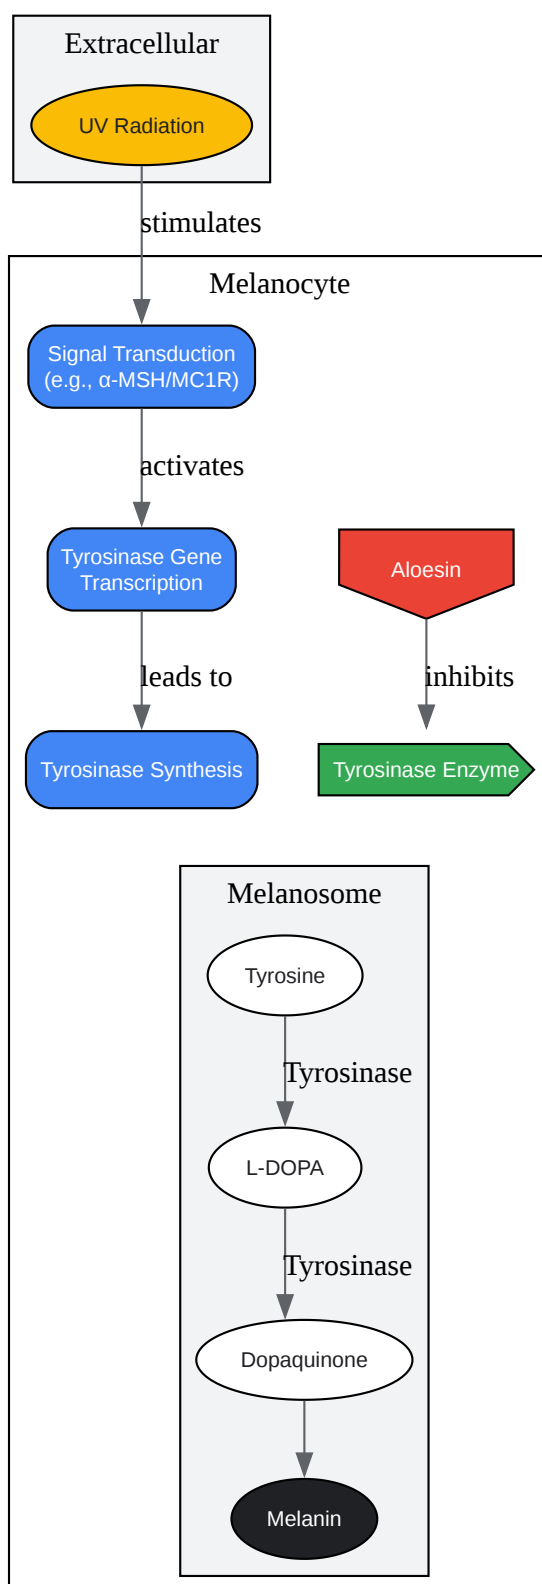 Extracellular
UV Radiation
stimulates
Melanocyte
Signal Transduction
(e.g., α-MSH/MC1R)
activates
Tyrosinase Gene
Transcription
Aloesin
leads to
inhibits
Tyrosinase Synthesis
Tyrosinase Enzyme
Melanosome
Tyrosine
Tyrosinase
L-DOPA
Tyrosinase
Dopaquinone
Melanin